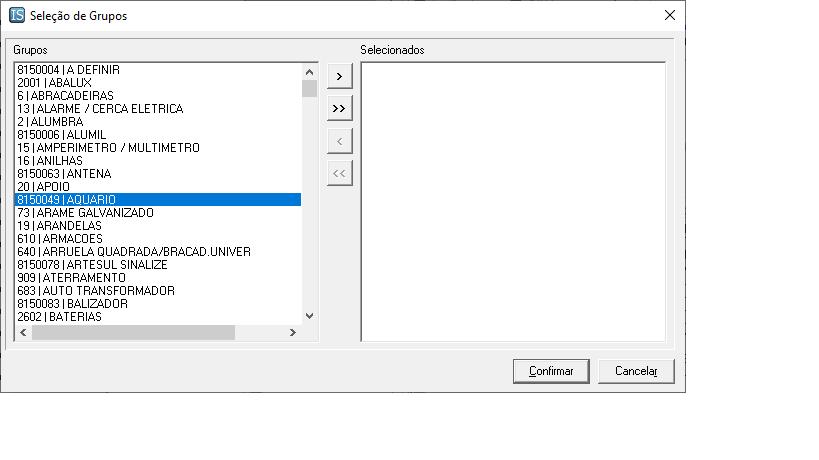 IS Seleção de Grupos
Grupos
Selecionados
8150004 | A DEFINIR
2001 | ABALUX
6 | ABRACADEIRAS
13 | ALARME / CERCA ELETRICA
2 | ALUMBRA
8150006 | ALUMIL
15 | AMPERIMETRO / MULTIMETRO
16 | ANILHAS
8150063 | ANTENA
20 | APOIO
8150049 | AQUARIO
73 | ARAME GALVANIZADO
19 | ARANDELAS
610 | ARMACOES
640 | ARRUELA QUADRADA/BRACAD.UNIVER
8150078 | ARTESUL SINALIZE
909 | ATERRAMENTO
683 | AUTO TRANSFORMADOR
8150083 | BALIZADOR
2602 | BATERIAS
>
>>
<
<<
Confirmar
Cancelar